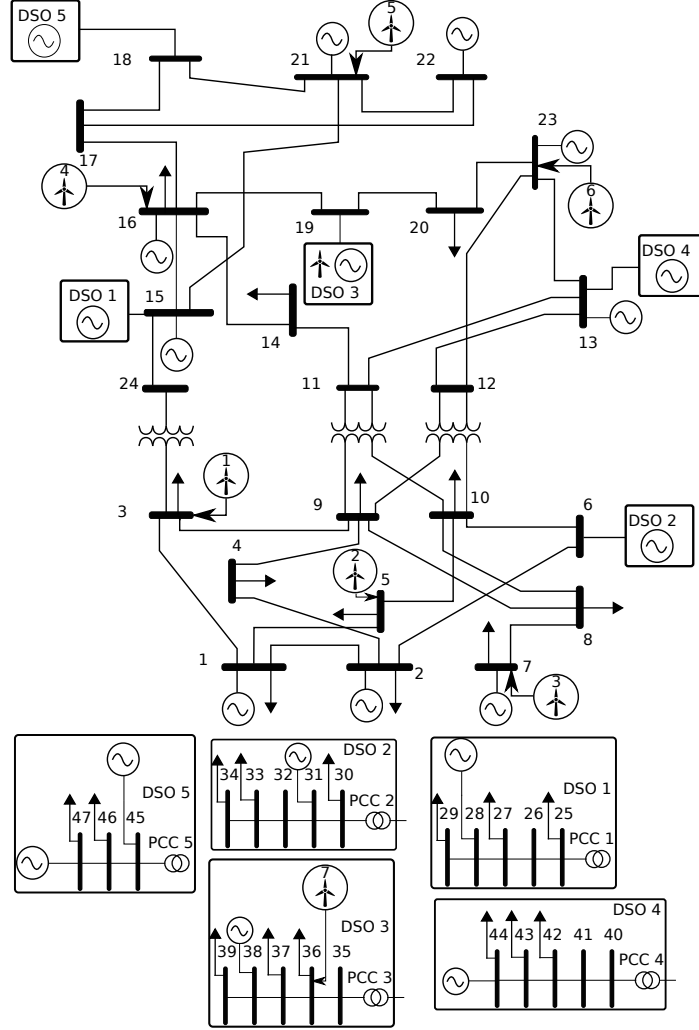 DSO 5
5
18
21
22
23
17
4
6
16
19
20
DSO 4
DSO 3
DSO 1
15
14
13
24
11
12
1
3
9
10
6
4
DSO 2
2
5
8
1
2
7
3
DSO 5
47 46 45
PCC 5
DSO 2
34 33 32 31 30
PCC 2
DSO 1
29 28 27 26 25
PCC 1
7
DSO 3
39 38 37 36 35
PCC 3
DSO 4
44 43 42 41 40
PCC 4